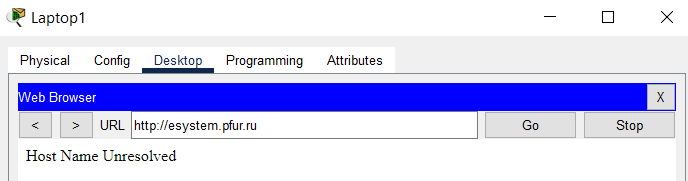 Laptop1
Physical Config Desktop Programming Attributes
Web Browser X
< > URL http://esystem.pfur.ru Go Stop
Host Name Unresolved